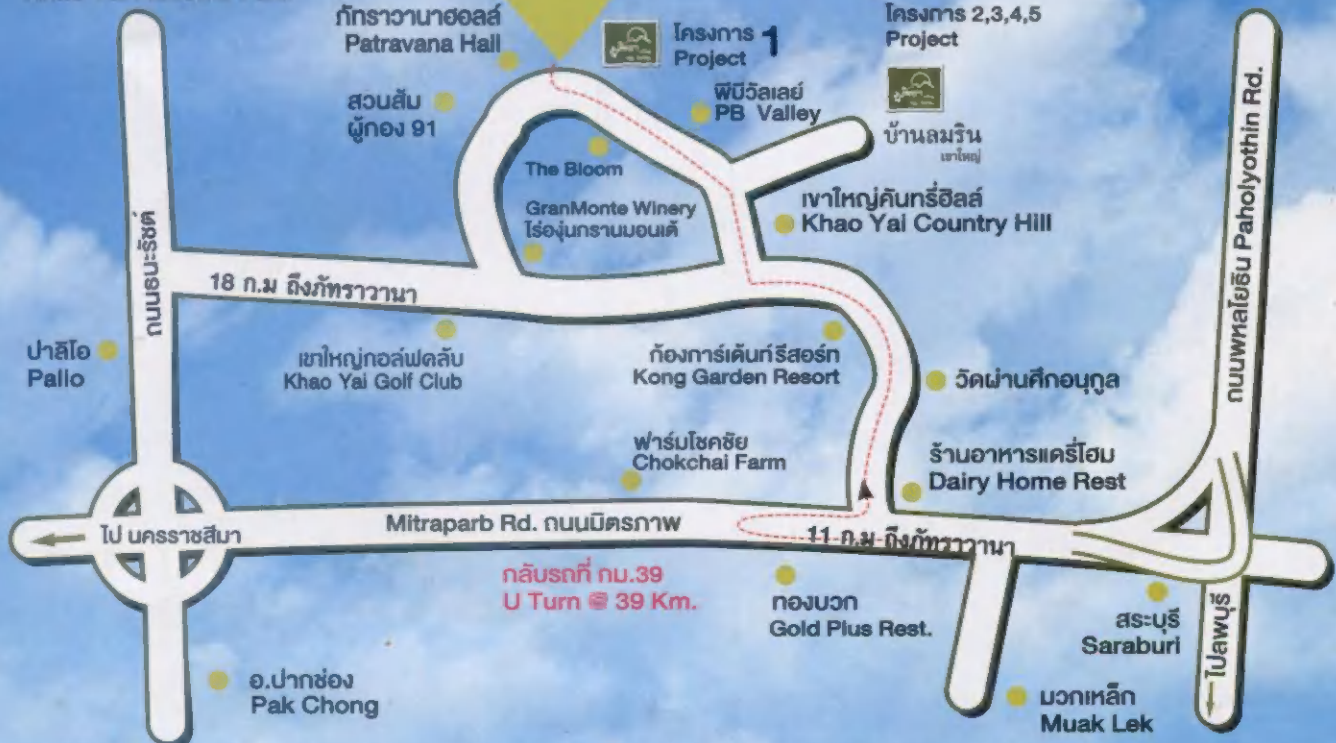 ภัทราวานาฮอลล์
Patravana Hall
โครงการ 1
Project
โครงการ 2,3,4,5
Project
สวนส้ม
ผู้กอง 91
พีบีวัลเลย์
PB Valley
บ้านลมริน
เขาใหญ่
The Bloom
GranMonte Winery
ไร่องุ่นกรานมอนเต้
เขาใหญ่คันทรี่ฮิลล์
Khao Yai Country Hill
ถนนธนะรัชต์
ถนนพหลโยธิน Paholyothin Rd.
18 ก.ม ถึงภัทราวานา
ปาลิโอ
Palio
เขาใหญ่กอล์ฟคลับ
Khao Yai Golf Club
ก้องการ์เด้นท์รีสอร์ท
Kong Garden Resort
วัดผ่านศึกอนุกูล
ฟาร์มโชคชัย
Chokchai Farm
ร้านอาหารแดรี่โฮม
Dairy Home Rest
ไป นครราชสีมา
Mitraparb Rd. ถนนมิตรภาพ
11 ก.ม ถึงภัทราวานา
กลับรถที่ กม.39
U Turn @ 39 Km.
ทองบวก
Gold Plus Rest.
สระบุรี
Saraburi
ไปลพบุรี
อ.ปากช่อง
Pak Chong
มวกเหล็ก
Muak Lek